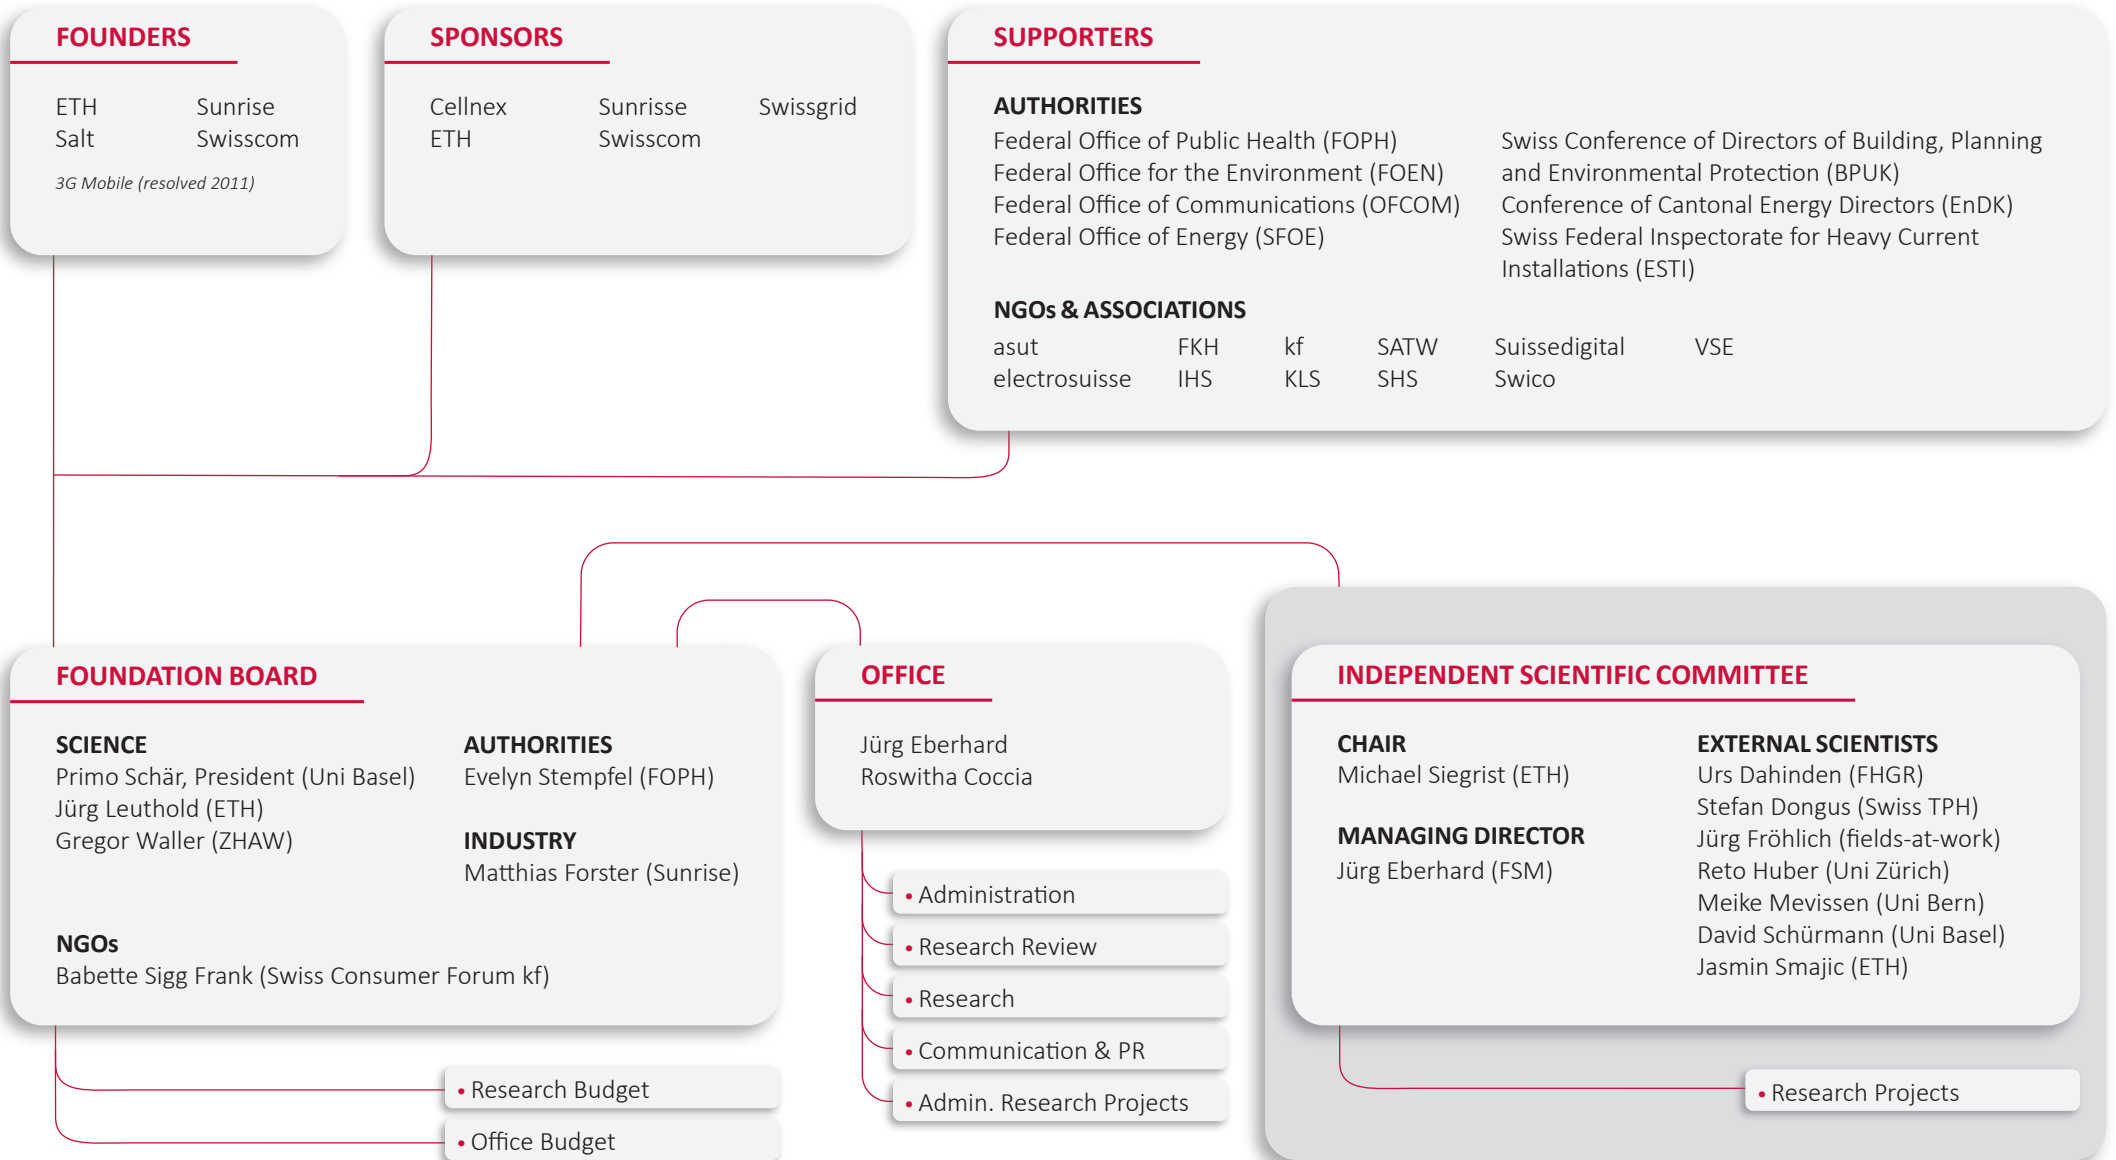 FOUNDERS
ETH Sunrise
Salt Swisscom
3G Mobile (resolved 2011)
SPONSORS
Cellnex Sunrisse Swissgrid
ETH Swisscom
SUPPORTERS
AUTHORITIES
Federal Office of Public Health (FOPH)
Federal Office for the Environment (FOEN)
Federal Office of Communications (OFCOM)
Federal Office of Energy (SFOE)
Swiss Conference of Directors of Building, Planning
and Environmental Protection (BPUK)
Conference of Cantonal Energy Directors (EnDK)
Swiss Federal Inspectorate for Heavy Current
Installations (ESTI)
NGOs & ASSOCIATIONS
asut FKH kf SATW Suissedigital VSE
electrosuisse IHS KLS SHS Swico
FOUNDATION BOARD
SCIENCE
Primo Schär, President (Uni Basel)
Jürg Leuthold (ETH)
Gregor Waller (ZHAW)
AUTHORITIES
Evelyn Stempfel (FOPH)
INDUSTRY
Matthias Forster (Sunrise)
NGOs
Babette Sigg Frank (Swiss Consumer Forum kf)
• Research Budget
• Office Budget
OFFICE
Jürg Eberhard
Roswitha Coccia
• Administration
• Research Review
• Research
• Communication & PR
• Admin. Research Projects
INDEPENDENT SCIENTIFIC COMMITTEE
CHAIR
Michael Siegrist (ETH)
MANAGING DIRECTOR
Jürg Eberhard (FSM)
EXTERNAL SCIENTISTS
Urs Dahinden (FHGR)
Stefan Dongus (Swiss TPH)
Jürg Fröhlich (fields-at-work)
Reto Huber (Uni Zürich)
Meike Mevissen (Uni Bern)
David Schürmann (Uni Basel)
Jasmin Smajic (ETH)
• Research Projects